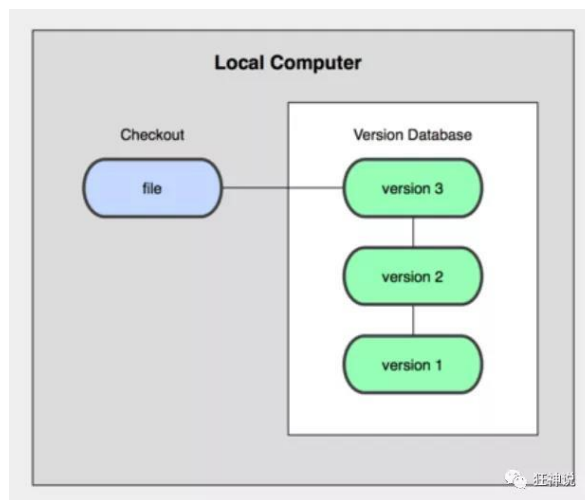 Local Computer
Checkout
Version Database
file
version 3
version 2
version 1
狂神说